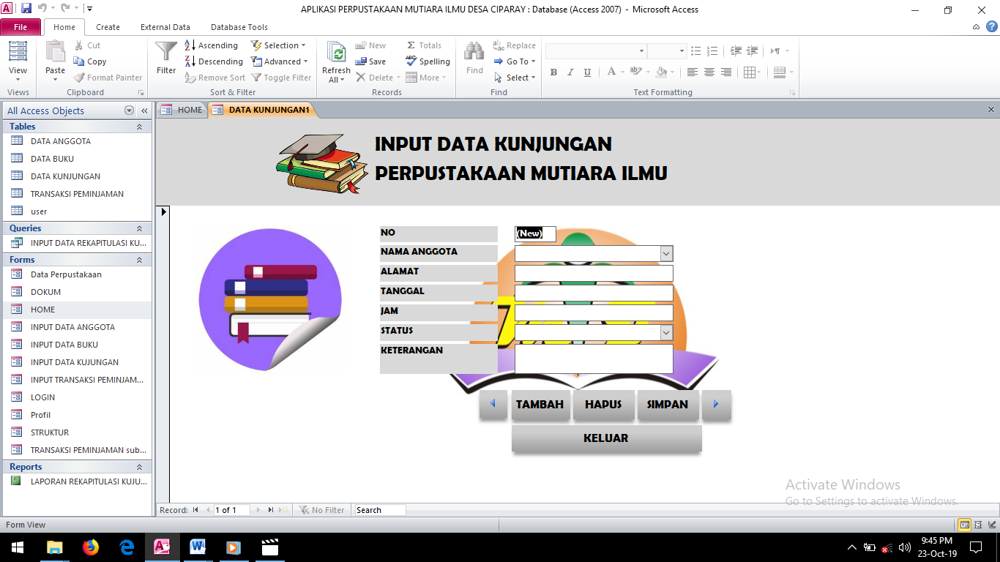 APLIKASI PERPUSTAKAAN MUTIARA ILMU DESA CIPARAY : Database (Access 2007) - Microsoft Access
File Home Create External Data Database Tools
View
Paste
Cut
Copy
Format Painter
Filter
Ascending
Descending
Remove Sort
Selection
Advanced
Toggle Filter
Refresh
All
New
Save
Delete
Totals
Spelling
More
Find
Replace
Go To
Select
Views Clipboard Sort & Filter Records Find Text Formatting
All Access Objects
Tables
DATA ANGGOTA
DATA BUKU
DATA KUNJUNGAN
TRANSAKSI PEMINJAMAN
user
Queries
INPUT DATA REKAPITULASI KU...
Forms
Data Perpustakaan
DOKUM
HOME
INPUT DATA ANGGOTA
INPUT DATA BUKU
INPUT DATA KUJUNGAN
INPUT TRANSAKSI PEMINJAM...
LOGIN
Profil
STRUKTUR
TRANSAKSI PEMINJAMAN sub...
Reports
LAPORAN REKAPITULASI KUJU...
HOME DATA KUNJUNGAN1
INPUT DATA KUNJUNGAN
PERPUSTAKAAN MUTIARA ILMU
NO (New)
NAMA ANGGOTA
ALAMAT
TANGGAL
JAM
STATUS
KETERANGAN
TAMBAH HAPUS SIMPAN
KELUAR
Activate Windows
Go to Settings to activate Windows.
Record: 1 of 1 No Filter Search
Form View
9:45 PM
23-Oct-19